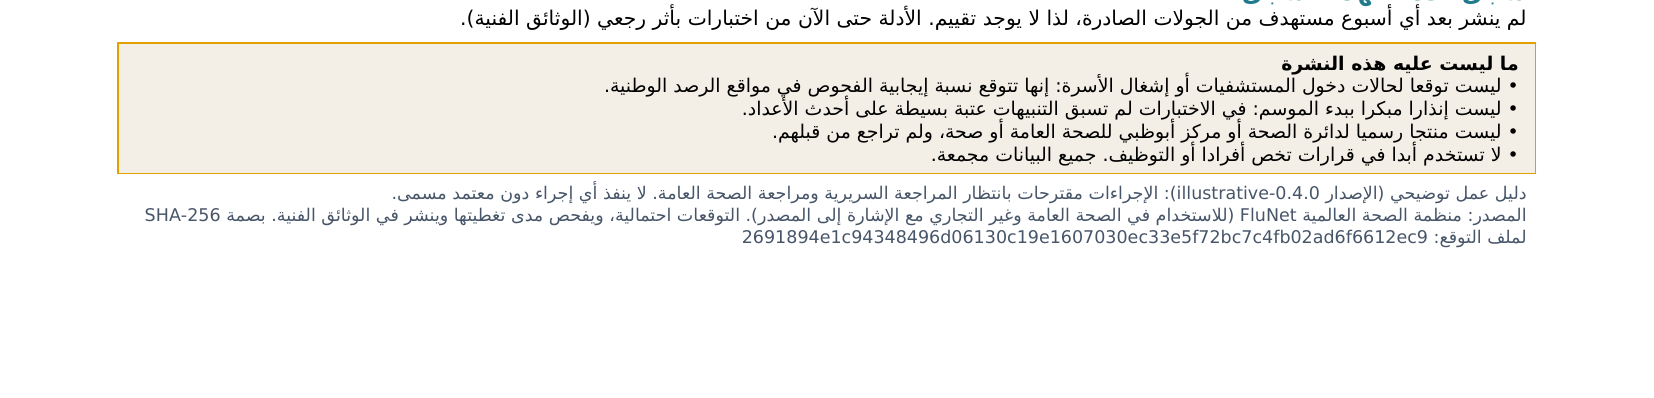 لم ينشر بعد أي أسبوع مستهدف من الجولات الصادرة، لذا لا يوجد تقييم. الأدلة حتى الآن من اختبارات بأثر رجعي (الوثائق الفنية).
ما ليست عليه هذه النشرة
• ليست توقعا لحالات دخول المستشفيات أو إشغال الأسرة: إنها تتوقع نسبة إيجابية الفحوص في مواقع الرصد الوطنية.
• ليست إنذارا مبكرا ببدء الموسم: في الاختبارات لم تسبق التنبيهات عتبة بسيطة على أحدث الأعداد.
• ليست منتجا رسميا لدائرة الصحة أو مركز أبوظبي للصحة العامة أو صحة، ولم تراجع من قبلهم.
• لا تستخدم أبدا في قرارات تخص أفرادا أو التوظيف. جميع البيانات مجمعة.
دليل عمل توضيحي (الإصدار illustrative-0.4.0): الإجراءات مقترحات بانتظار المراجعة السريرية ومراجعة الصحة العامة. لا ينفذ أي إجراء دون معتمد مسمى.
المصدر: منظمة الصحة العالمية FluNet (للاستخدام في الصحة العامة وغير التجاري مع الإشارة إلى المصدر). التوقعات احتمالية، ويفحص مدى تغطيتها وينشر في الوثائق الفنية. بصمة SHA-256
لملف التوقع: 2691894e1c94348496d06130c19e1607030ec33e5f72bc7c4fb02ad6f6612ec9